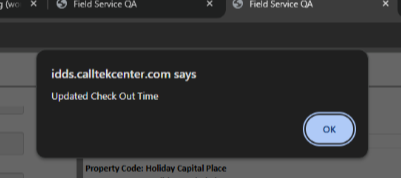 Field Service QA
Field Service QA
idds.calltekcenter.com says
Updated Check Out Time
OK
Property Code: Holiday Capital Place